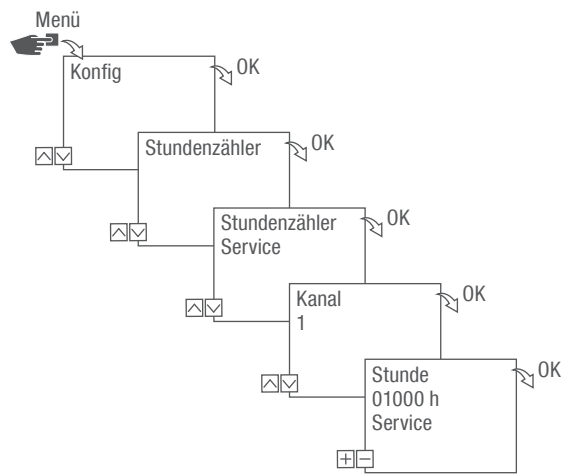 Menü
Konfig
OK
Stundenzähler
OK
Stundenzähler
Service
OK
Kanal
1
OK
Stunde
01000 h
Service
OK